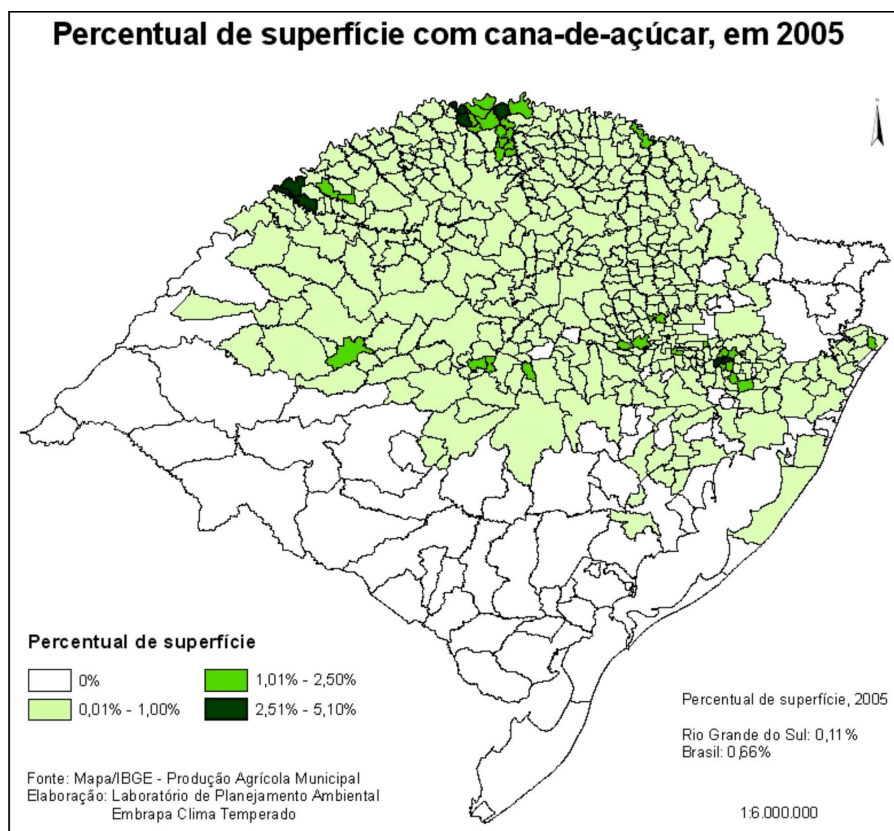 Percentual de superfície com cana-de-açúcar, em 2005
N
Percentual de superfície
0%
1,01% - 2,50%
0,01% - 1,00%
2,51% - 5,10%
Percentual de superfície, 2005
Rio Grande do Sul: 0,11%
Brasil: 0,66%
Fonte: Mapa/IBGE - Produção Agrícola Municipal
Elaboração: Laboratório de Planejamento Ambiental
Embrapa Clima Temperado
1:6.000.000